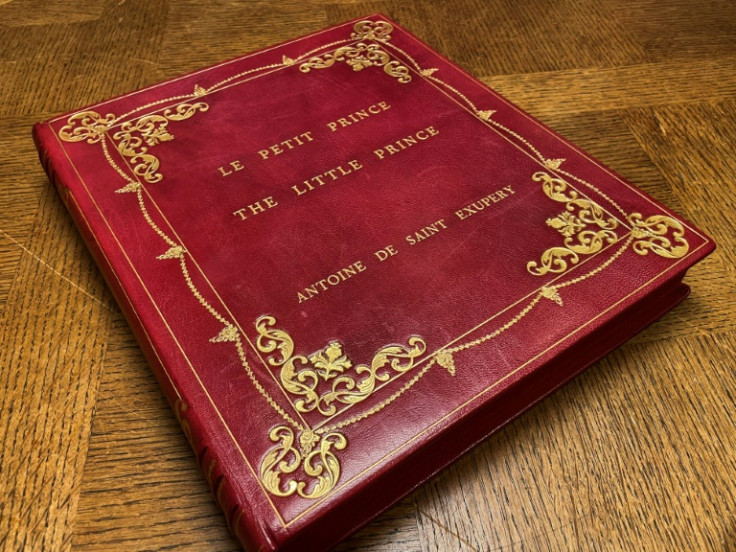 LE PETIT PRINCE
THE LITTLE PRINCE
ANTOINE DE SAINT EXUPERY